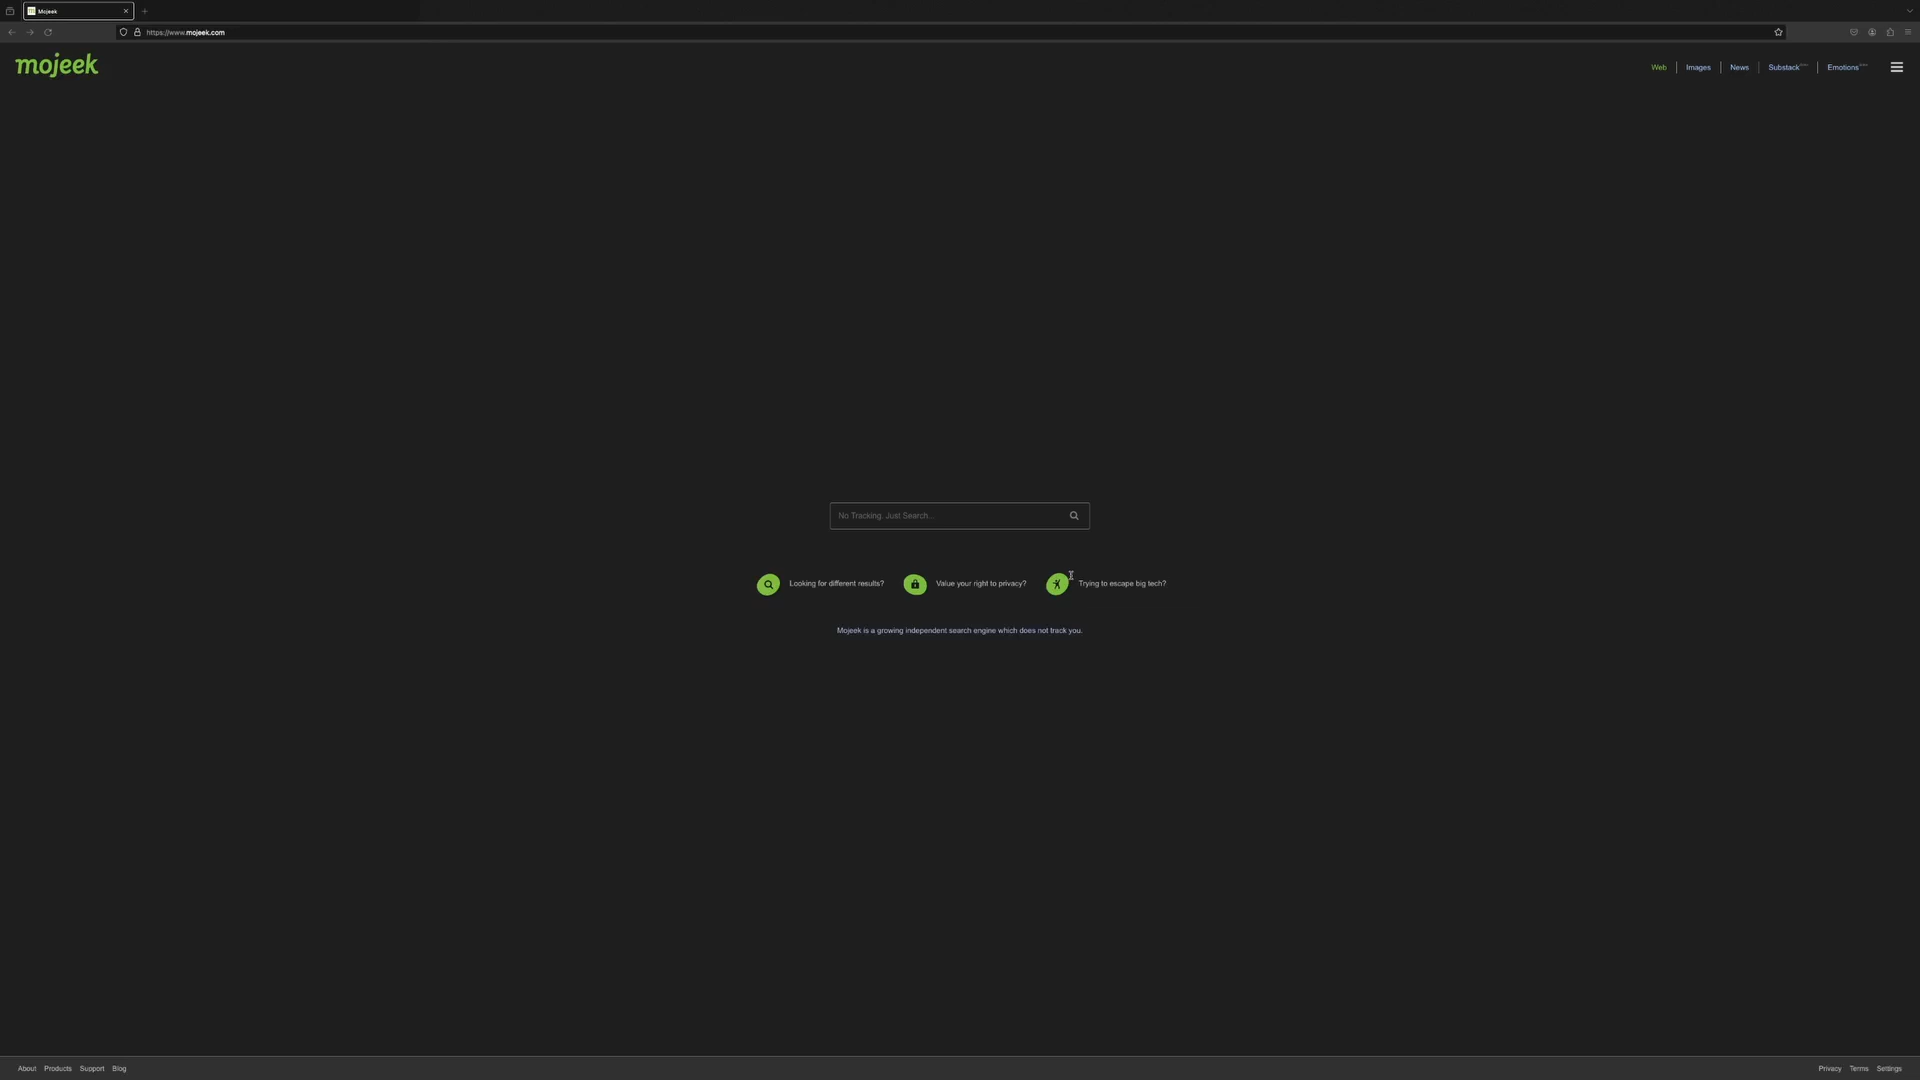 Mojeek
https://www.mojeek.com
mojeek
Web
Images
News
Substack
Emotions
No Tracking. Just Search...
Looking for different results?
Value your right to privacy?
Trying to escape big tech?
Mojeek is a growing independent search engine which does not track you.
About
Products
Support
Blog
Privacy
Terms
Settings